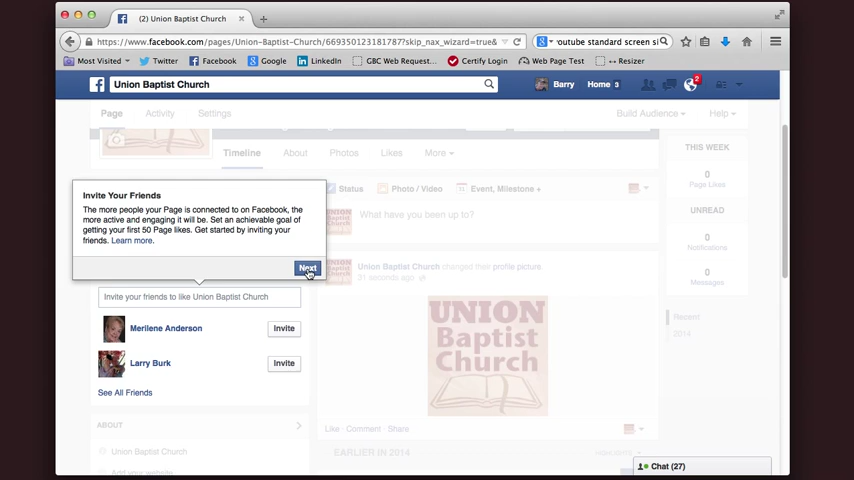 (2) Union Baptist Church
https://www.facebook.com/pages/Union-Baptist-Church/669350123181787?skip_nax_wizard=true&
outube standard screen si
Most Visited
Twitter
Facebook
Google
LinkedIn
GBC Web Request...
Certify Login
Web Page Test
Resizer
Union Baptist Church
Barry
Home 3
2
Page
Activity
Settings
Build Audience
Help
Timeline
About
Photos
Likes
More
THIS WEEK
0
Page Likes
UNREAD
0
Notifications
0
Messages
Recent
2014
Invite Your Friends
The more people your Page is connected to on Facebook, the
more active and engaging it will be. Set an achievable goal of
getting your first 50 Page likes. Get started by inviting your
friends. Learn more.
Next
Invite your friends to like Union Baptist Church
Merilene Anderson
Invite
Larry Burk
Invite
See All Friends
ABOUT
Union Baptist Church
Add your website
Status
Photo / Video
Event, Milestone +
What have you been up to?
Union Baptist Church changed their profile picture.
31 seconds ago
UNION
Baptist
Church
Like · Comment · Share
EARLIER IN 2014
HIGHLIGHTS
Chat (27)